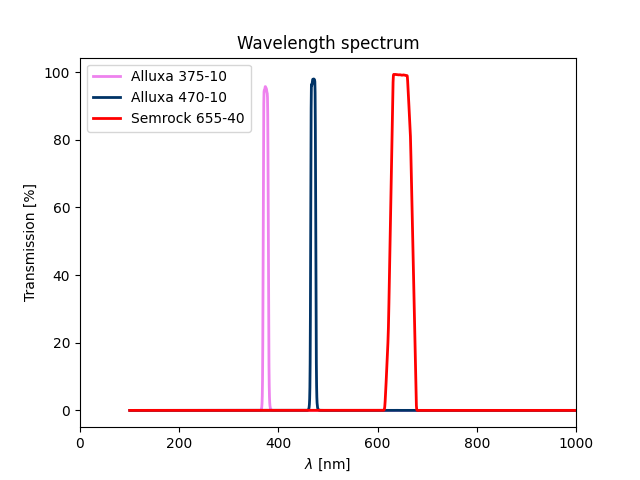 Wavelength spectrum
Alluxa 375-10
Alluxa 470-10
Semrock 655-40
Transmission [%]
100
80
60
40
20
0
0 200 400 600 800 1000
λ [nm]